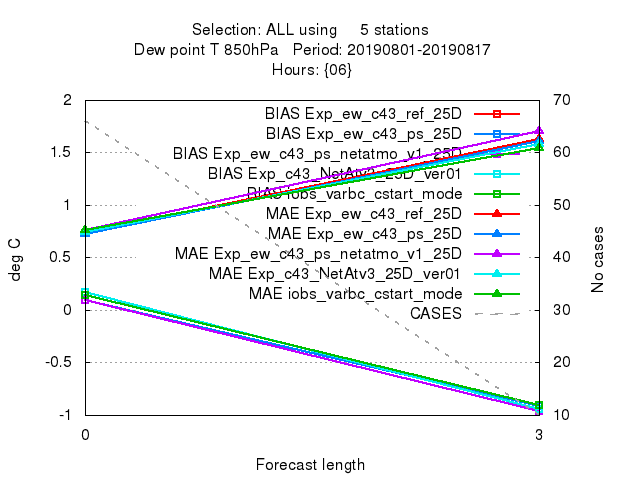 Selection: ALL using 5 stations
Dew point T 850hPa Period: 20190801-20190817
Hours: {06}
2
1.5
1
0.5
0
-0.5
-1
70
60
50
40
30
20
10
0
3
deg C
No cases
Forecast length
BIAS Exp_ew_c43_ref_25D
BIAS Exp_ew_c43_ps_25D
BIAS Exp_ew_c43_ps_netatmo_v1_25D
BIAS Exp_c43_NetAtv3_25D_ver01
BIAS iobs_varbc_cstart_mode
MAE Exp_ew_c43_ref_25D
MAE Exp_ew_c43_ps_25D
MAE Exp_ew_c43_ps_netatmo_v1_25D
MAE Exp_c43_NetAtv3_25D_ver01
MAE iobs_varbc_cstart_mode
CASES